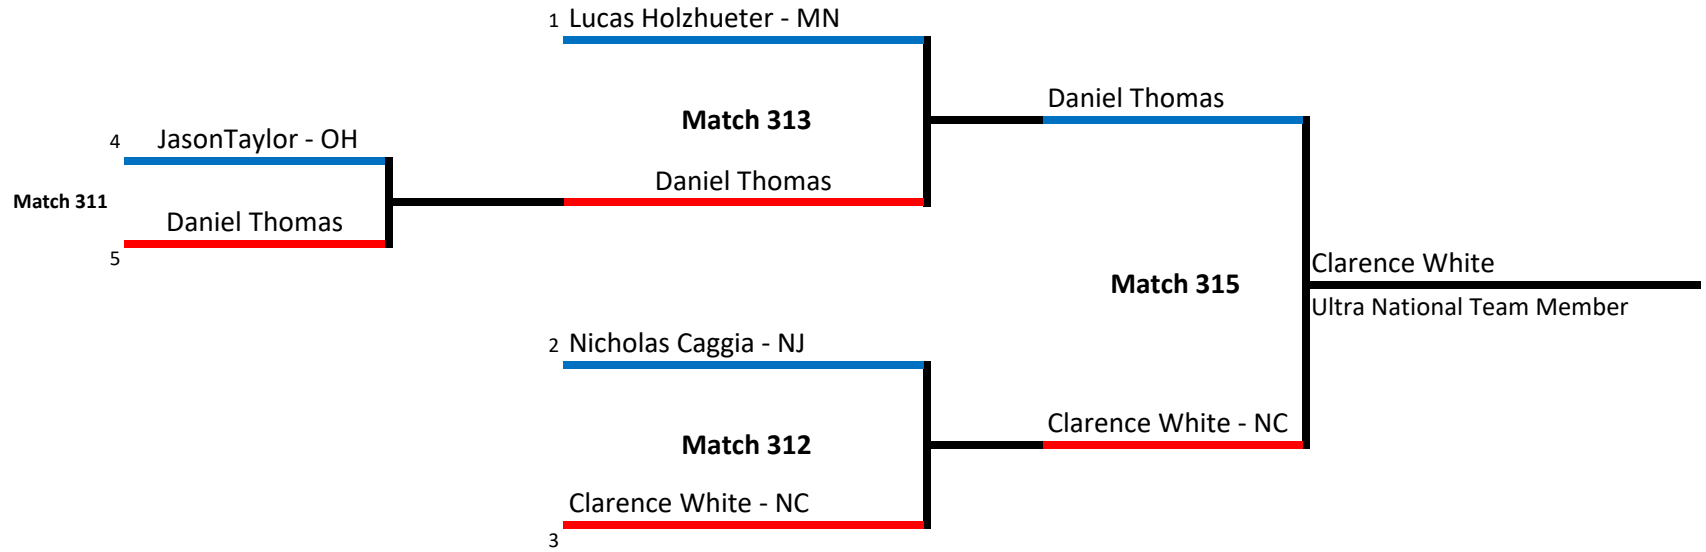 1 Lucas Holzhueter - MN
Match 313
Daniel Thomas
4 JasonTaylor - OH
Match 311
Daniel Thomas
5
Daniel Thomas
Match 315
Clarence White
Ultra National Team Member
2 Nicholas Caggia - NJ
Match 312
Clarence White - NC
Clarence White - NC
3